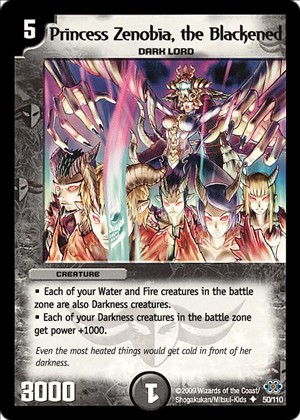 5 Princess Zenobia, the Blackened
DARK LORD
CREATURE
▪ Each of your Water and Fire creatures in the battle
zone are also Darkness creatures.
▪ Each of your Darkness creatures in the battle zone
get power +1000.
Even the most heated things would get cold in front of her
darkness.
3000
1
©2009 Wizards of the Coast/
Shogakukan/Mitsui-Kids
50/110